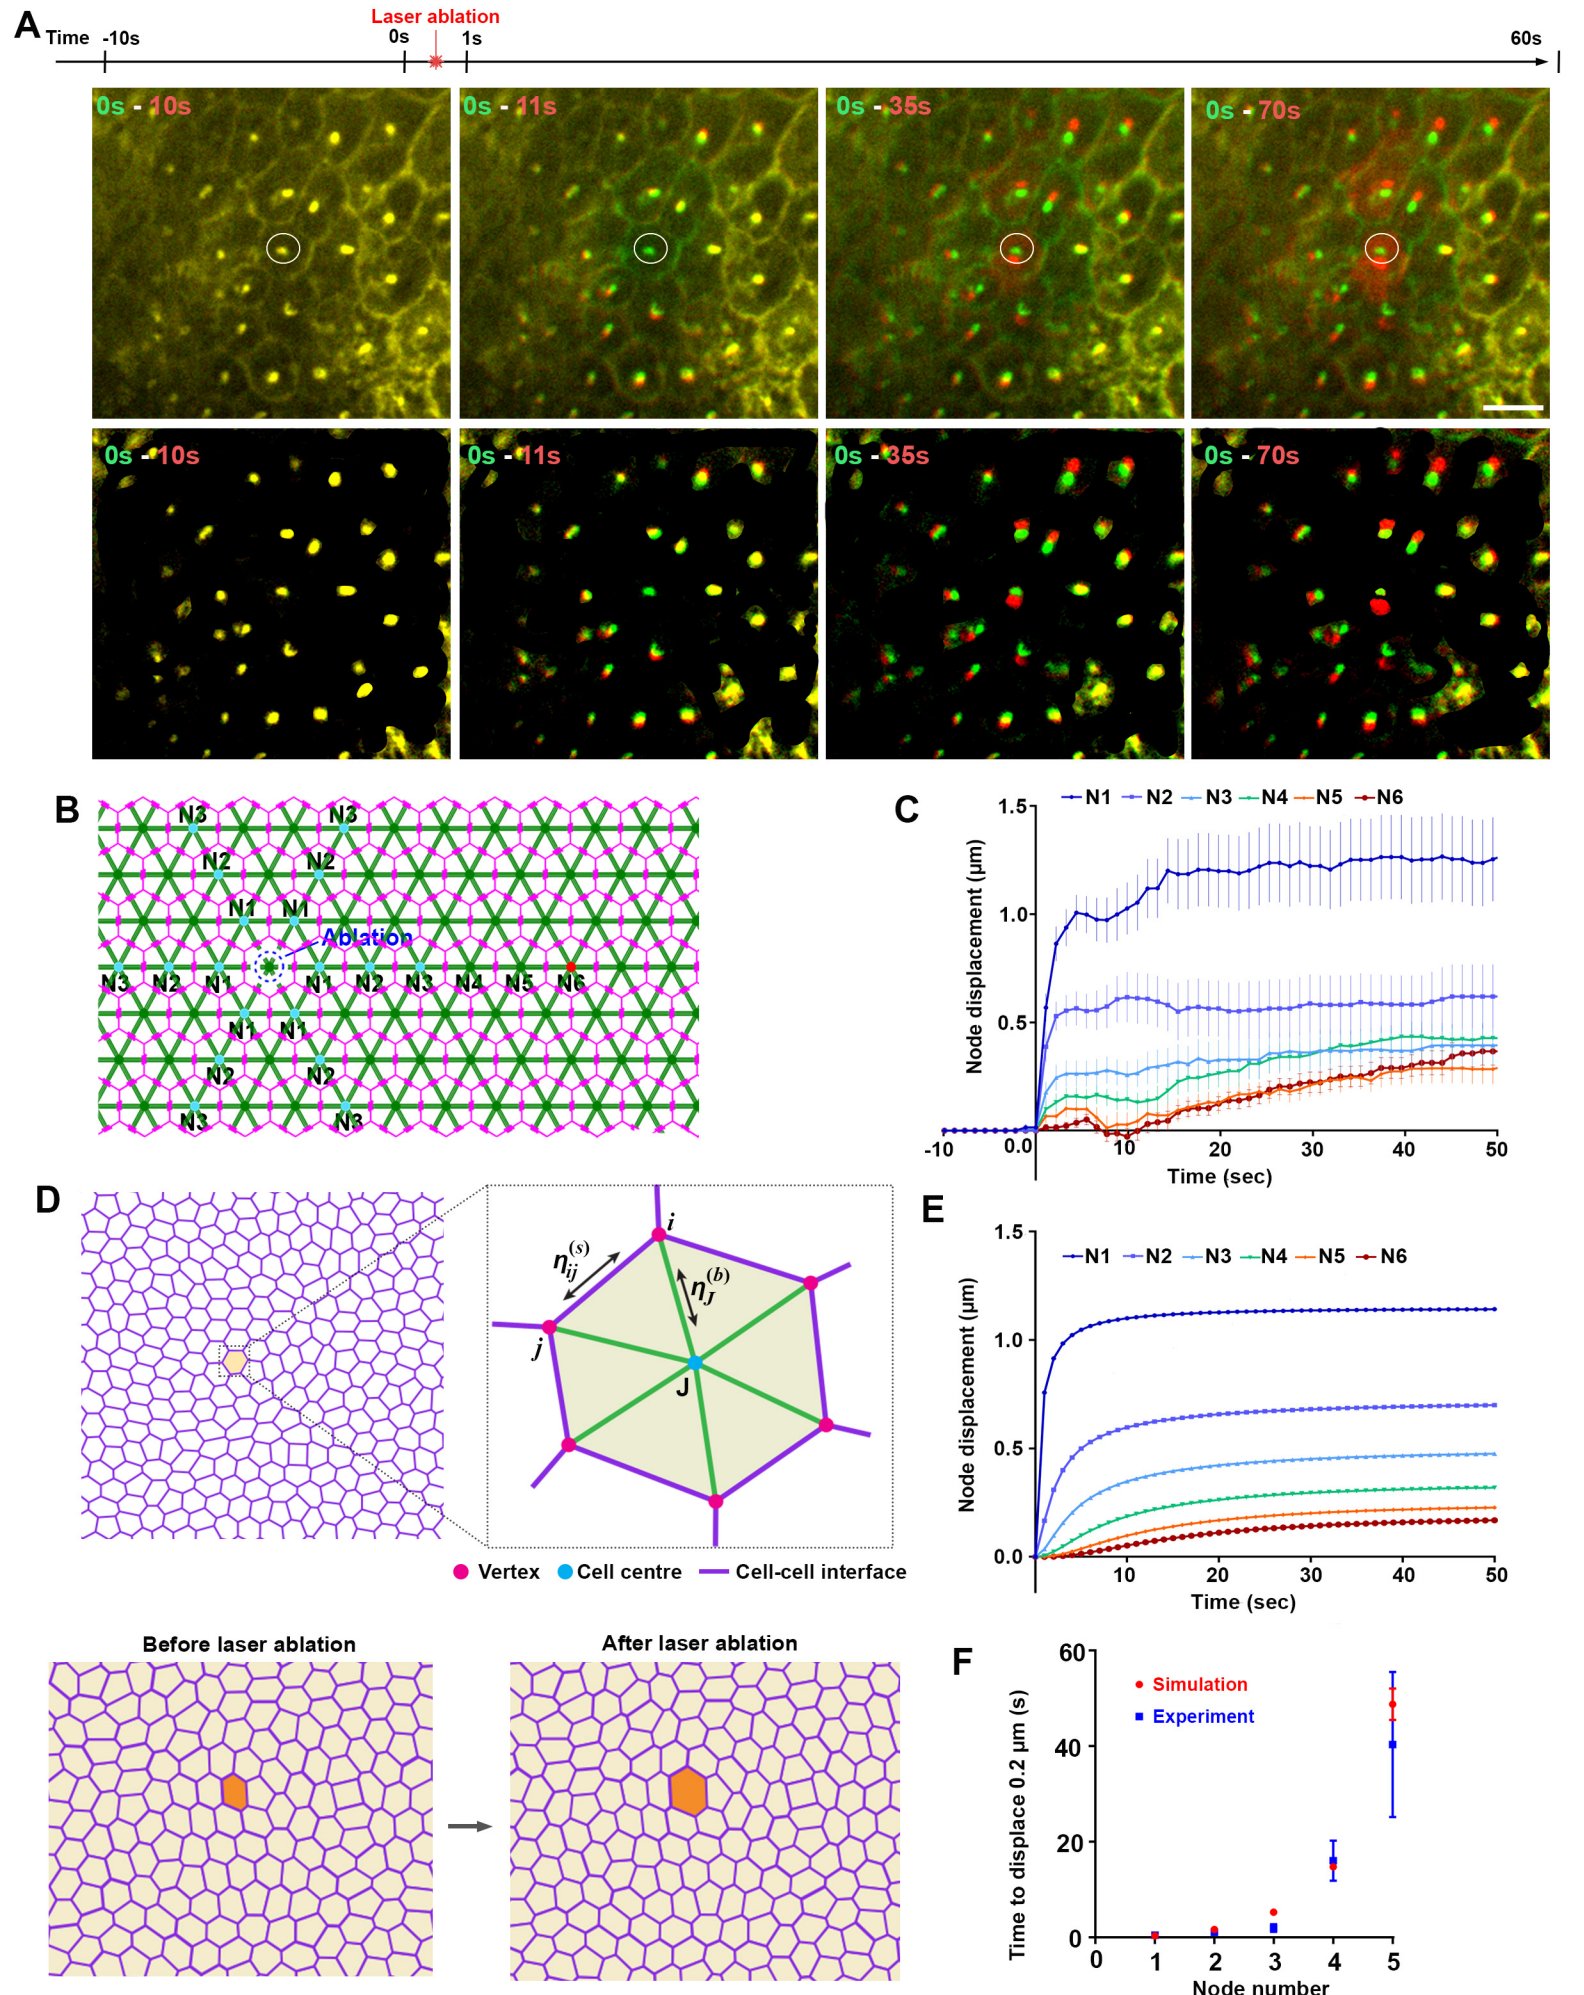 A
Laser ablation
Time -10s 0s 1s 60s
0s - 10s 0s - 11s 0s - 35s 0s - 70s
0s - 10s 0s - 11s 0s - 35s 0s - 70s
B
N3 N3
N2 N2
N1 N1
Ablation
N3 N2 N1 N1 N2 N3 N4 N5 N6
N1 N1
N2 N2
N3 N3
C
N1 N2 N3 N4 N5 N6
Node displacement (µm)
1.5
1.0
0.5
0.0
-10 10 20 30 40 50
Time (sec)
D
i
η_ij^(s)
η_J^(b)
j
J
Vertex Cell centre Cell-cell interface
E
N1 N2 N3 N4 N5 N6
Node displacement (µm)
1.5
1.0
0.5
0.0
10 20 30 40 50
Time (sec)
Before laser ablation After laser ablation
F
Simulation
Experiment
Time to displace 0.2 µm (s)
60
40
20
0
0 1 2 3 4 5
Node number